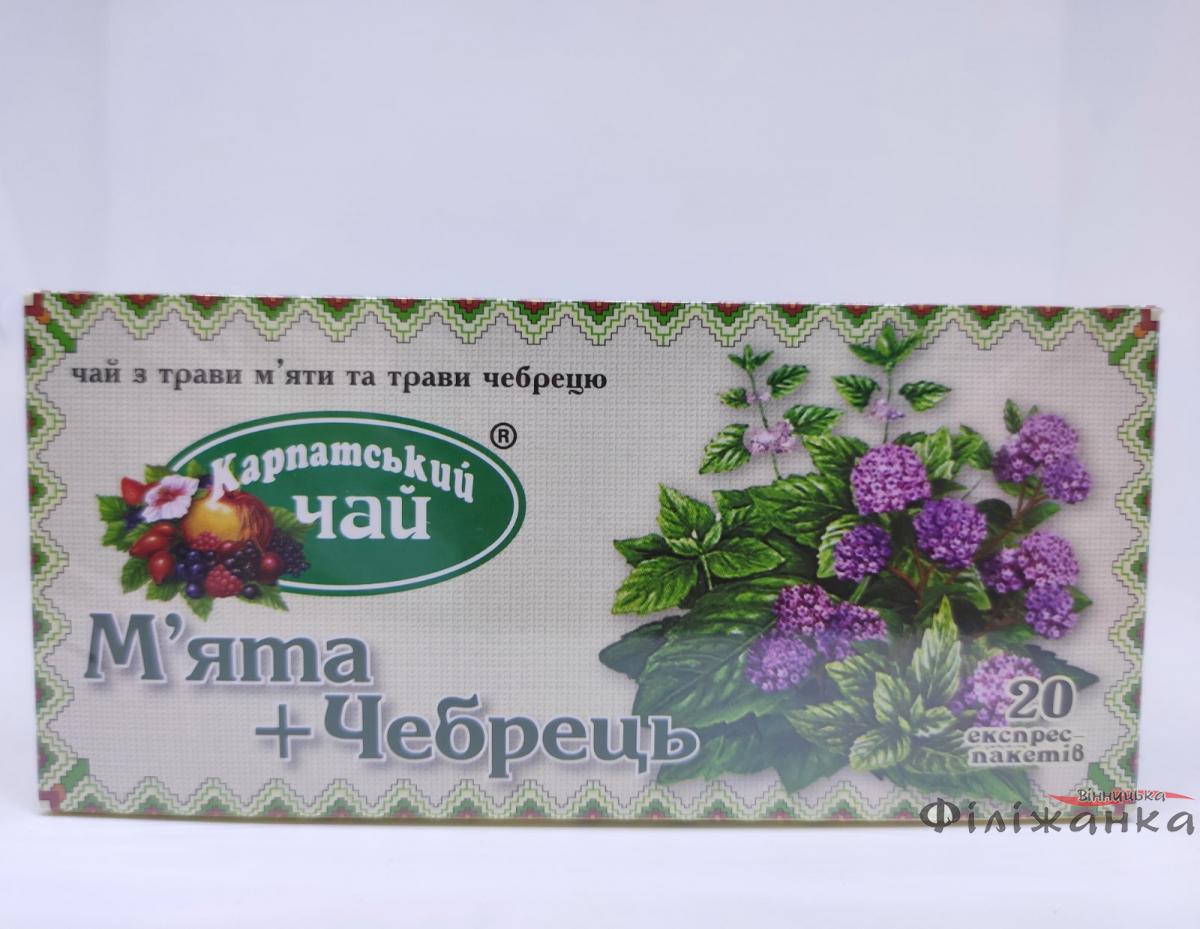 чай з трави м'яти та трави чебрецю
®
Карпатський
чай
М'ята
+Чебрець
20
експрес-
пакетів
Вінницька
Філіжанка